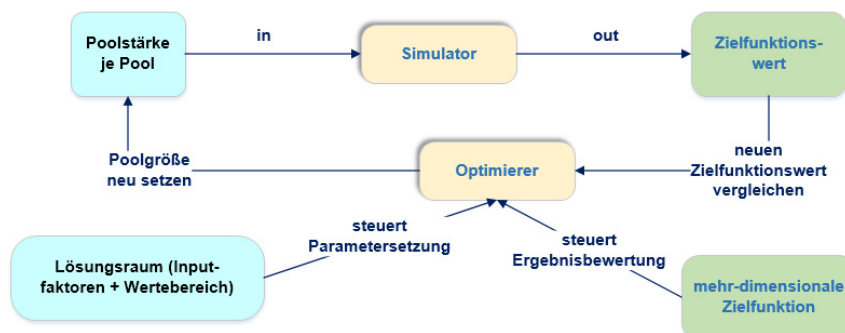 Poolstärke
je Pool
in
Simulator
out
Zielfunktions-
wert
Poolgröße
neu setzen
Optimierer
neuen
Zielfunktionswert
vergleichen
steuert
Parametersetzung
steuert
Ergebnisbewertung
Lösungsraum (Input-
faktoren + Wertebereich)
mehr-dimensionale
Zielfunktion